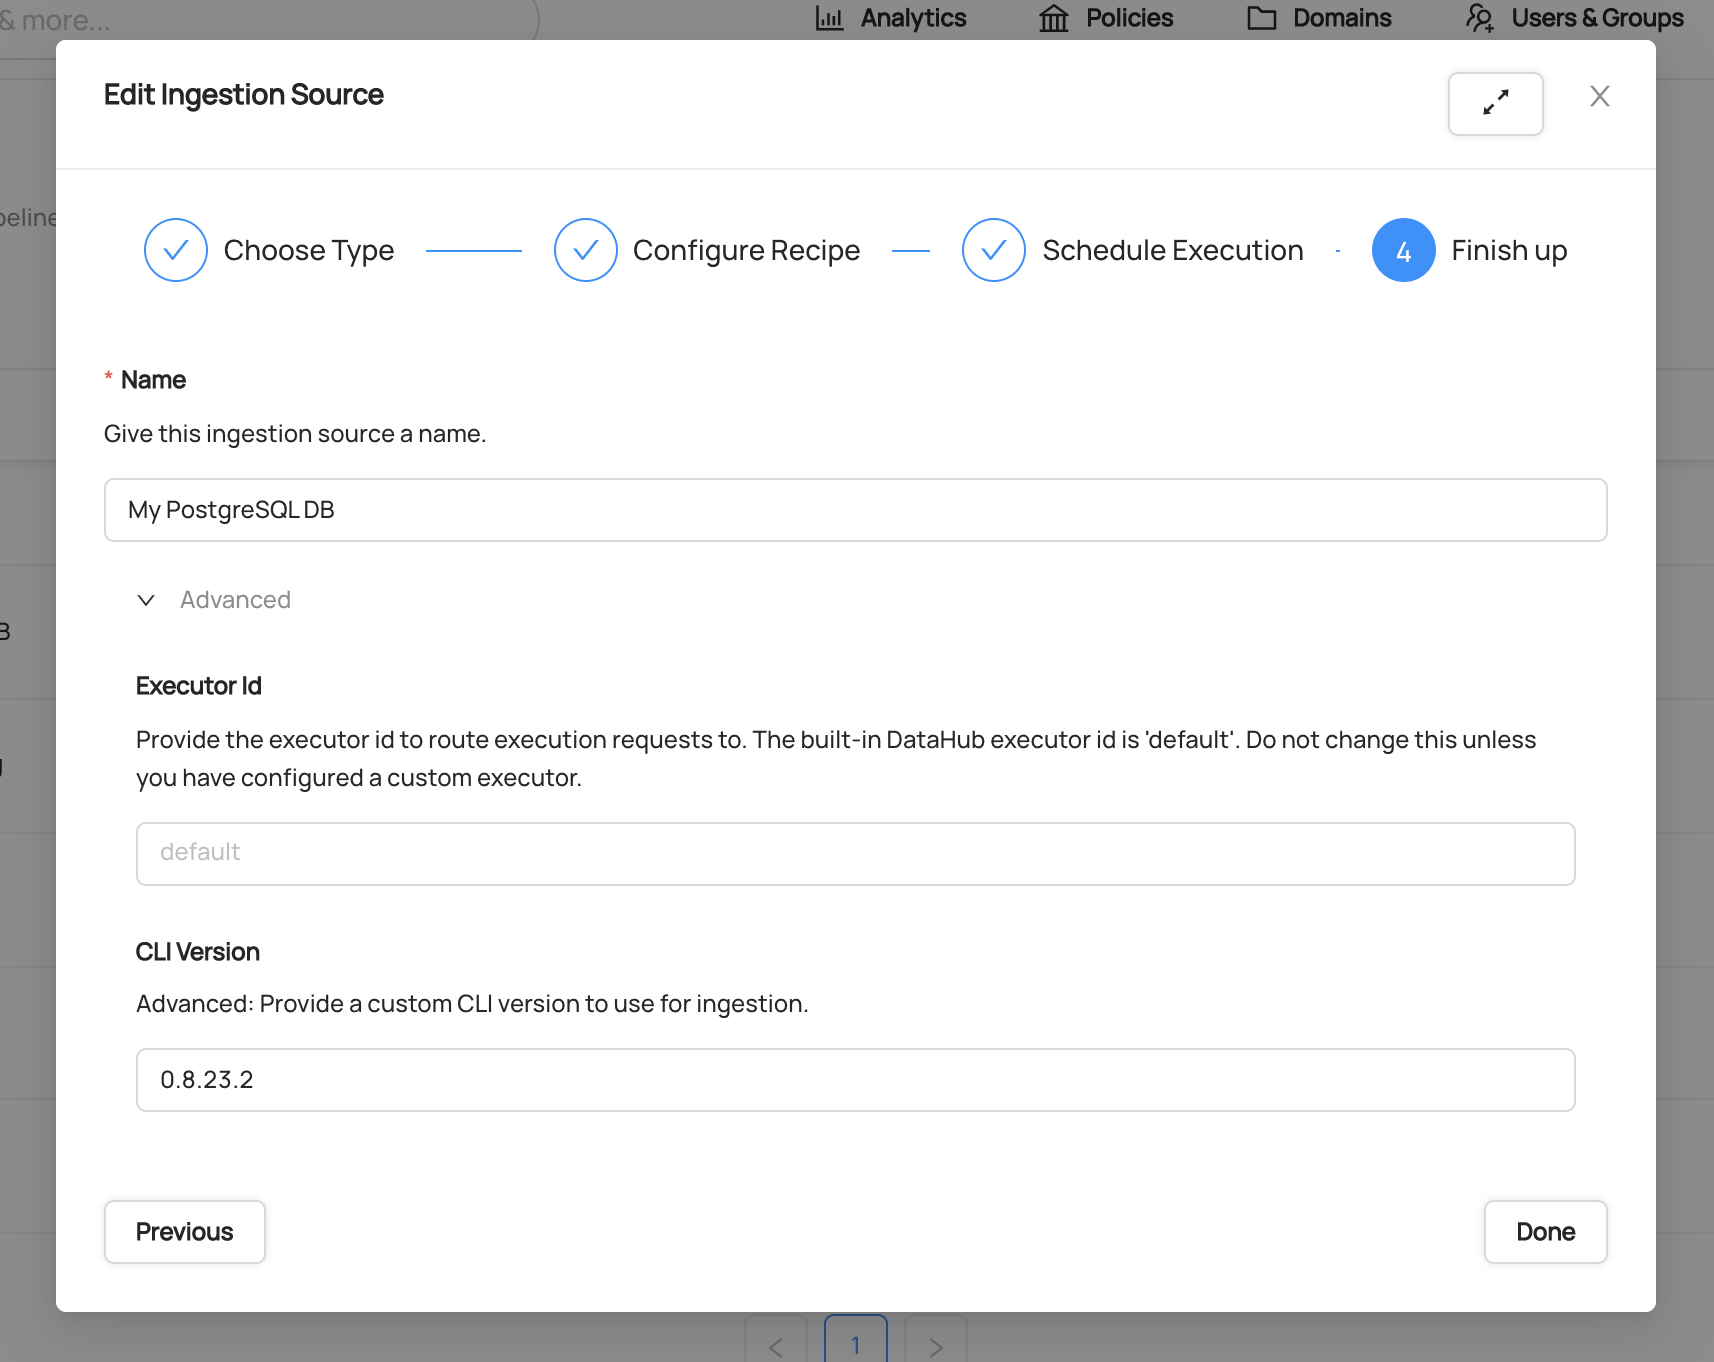 & more...
Analytics
Policies
Domains
Users & Groups
Edit Ingestion Source
Choose Type
Configure Recipe
Schedule Execution
4
Finish up
* Name
Give this ingestion source a name.
My PostgreSQL DB
Advanced
Executor Id
Provide the executor id to route execution requests to. The built-in DataHub executor id is 'default'. Do not change this unless
you have configured a custom executor.
default
CLI Version
Advanced: Provide a custom CLI version to use for ingestion.
0.8.23.2
Previous
Done
1